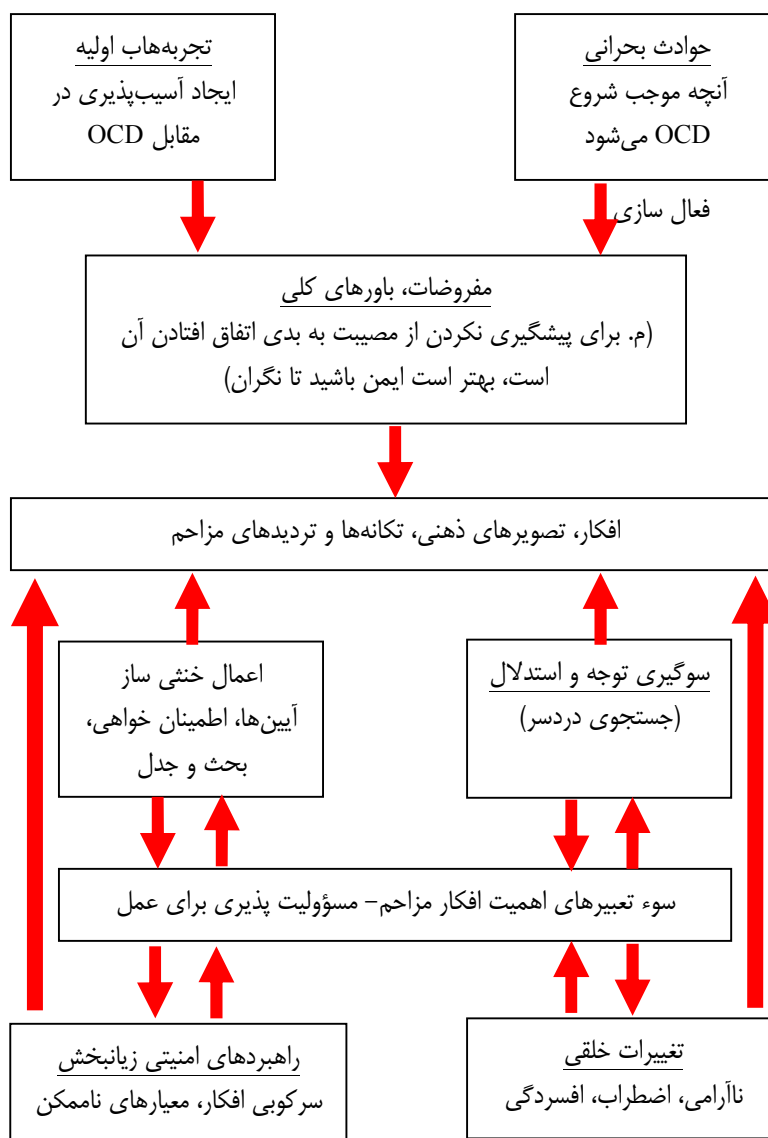 حوادث بحرانی
آنچه موجب شروع
OCD می‌شود
تجربه‌هاب اولیه
ایجاد آسیب‌پذیری در
مقابل OCD
فعال سازی
مفروضات، باورهای کلی
(م. برای پیشگیری نکردن از مصیبت به بدی اتفاق افتادن آن
است، بهتر است ایمن باشید تا نگران)
افکار، تصویرهای ذهنی، تکانه‌ها و تردیدهای مزاحم
سوگیری توجه و استدلال
(جستجوی دردسر)
اعمال خنثی ساز
آیین‌ها، اطمینان خواهی،
بحث و جدل
سوء تعبیرهای اهمیت افکار مزاحم– مسؤولیت پذیری برای عمل
تغییرات خلقی
ناآرامی، اضطراب، افسردگی
راهبردهای امنیتی زیانبخش
سرکوبی افکار، معیارهای ناممکن